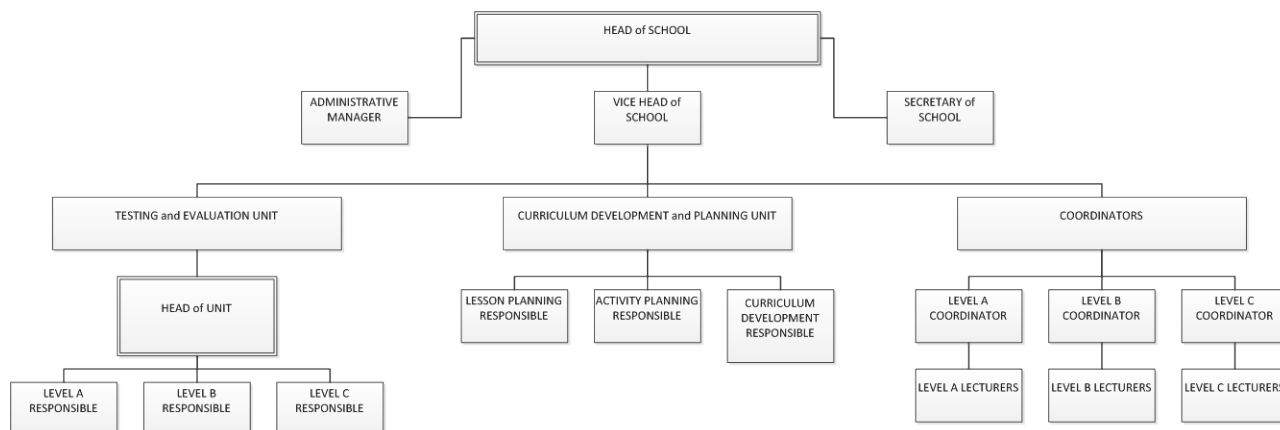 HEAD of SCHOOL
ADMINISTRATIVE
MANAGER
VICE HEAD of
SCHOOL
SECRETARY of
SCHOOL
TESTING and EVALUATION UNIT
CURRICULUM DEVELOPMENT and PLANNING UNIT
COORDINATORS
HEAD of UNIT
LESSON PLANNING
RESPONSIBLE
ACTIVITY PLANNING
RESPONSIBLE
CURRICULUM
DEVELOPMENT
RESPONSIBLE
LEVEL A
COORDINATOR
LEVEL B
COORDINATOR
LEVEL C
COORDINATOR
LEVEL A
RESPONSIBLE
LEVEL B
RESPONSIBLE
LEVEL C
RESPONSIBLE
LEVEL A LECTURERS
LEVEL B LECTURERS
LEVEL C LECTURERS